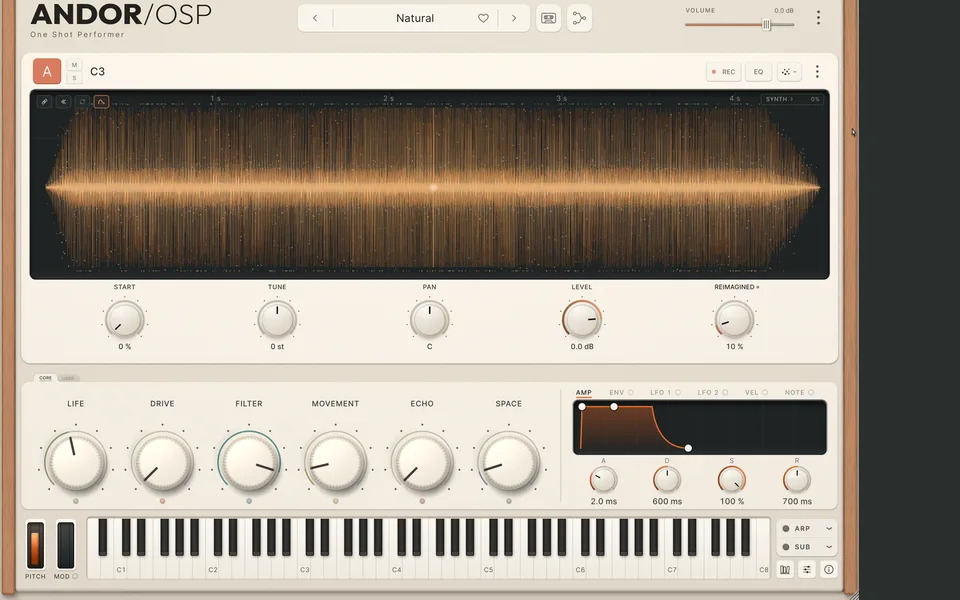 ANDOR/OSP
One Shot Performer
Natural
VOLUME 0.0 dB
A
M
S
C3
REC
EQ
1 s 2 s 3 s 4 s
SYNTH 0%
START TUNE PAN LEVEL REIMAGINED
0 % 0 st C 0.0 dB 10 %
CORE
LIFE DRIVE FILTER MOVEMENT ECHO SPACE
AMP ENV LFO 1 LFO 2 VEL NOTE
A D S R
2.0 ms 600 ms 100 % 700 ms
ARP
SUB
C1 C2 C3 C4 C5 C6 C7 C8
PITCH MOD